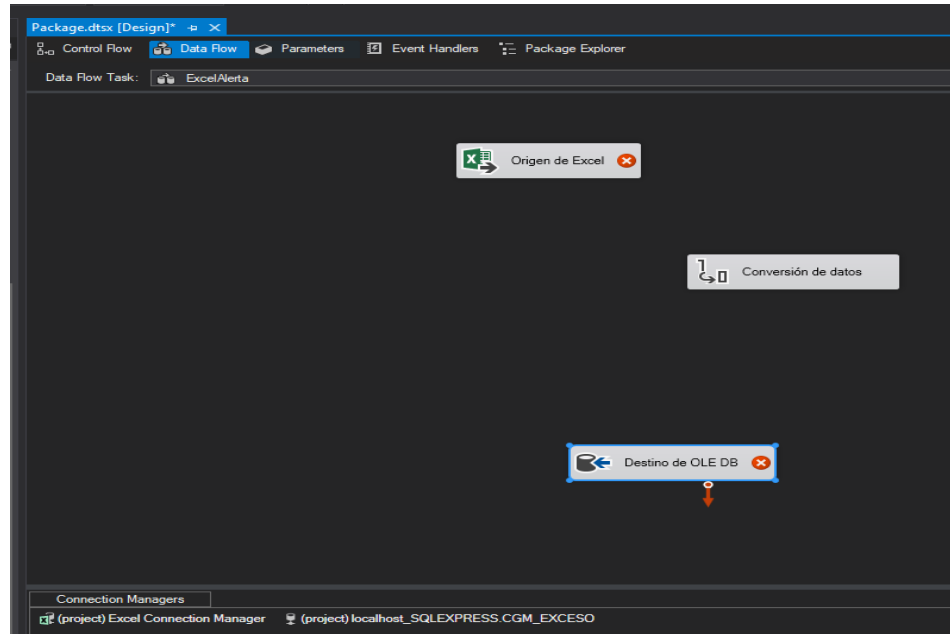 Package.dtsx [Design]*
Control Flow Data Flow Parameters Event Handlers Package Explorer
Data Flow Task: ExcelAlerta
Origen de Excel
Conversión de datos
Destino de OLE DB
Connection Managers
(project) Excel Connection Manager (project) localhost_SQLEXPRESS.CGM_EXCESO